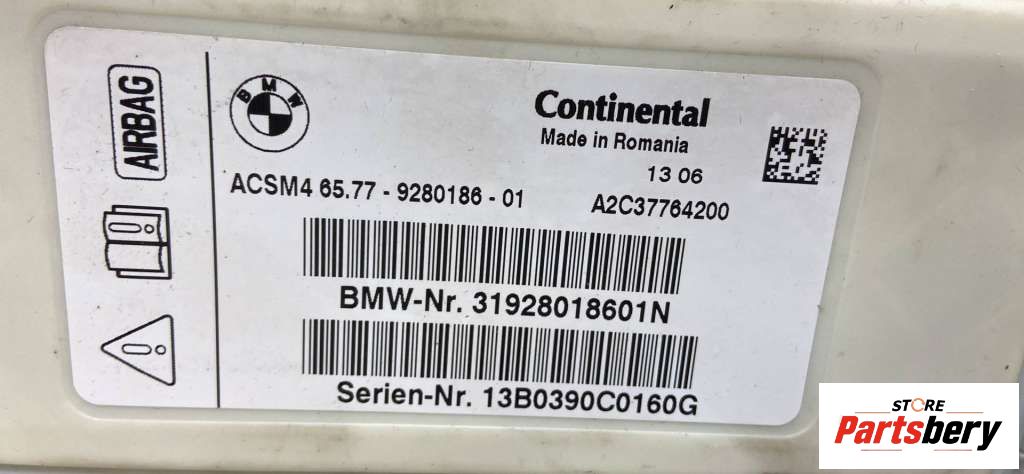 AIRBAG
BMW
Continental
Made in Romania
13 06
ACSM4 65.77 - 9280186 - 01
A2C37764200
BMW-Nr. 31928018601N
Serien-Nr. 13B0390C0160G
STORE
Partsbery